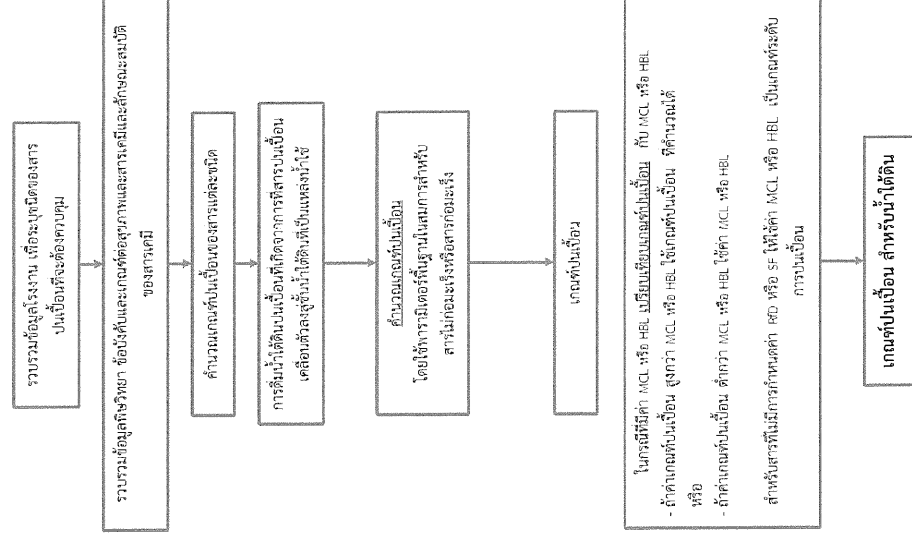 รวบรวมข้อมูลโรงงาน เพื่อระบุชนิดของสาร
ปนเปื้อนที่จะต้องควบคุม
รวบรวมข้อมูลพิษวิทยา ข้อบังคับและเกณฑ์ต่อสุขภาพและสารเคมีและลักษณะสมบัติ
ของสารเคมี
คำนวณเกณฑ์ปนเปื้อนของสารแต่ละชนิด
การดื่มน้ำใต้ดินปนเปื้อนที่เกิดจากการที่สารปนเปื้อน
เคลื่อนตัวลงสู่ชั้นน้ำใต้ดินที่เป็นแหล่งน้ำใช้
คำนวณเกณฑ์ปนเปื้อน
โดยใช้พารามิเตอร์พื้นฐานในสมการสำหรับ
สารไม่ก่อมะเร็งหรือสารก่อมะเร็ง
เกณฑ์ปนเปื้อน
ในกรณีที่มีค่า MCL หรือ HBL เปรียบเทียบเกณฑ์ปนเปื้อน กับ MCL หรือ HBL
- ถ้าค่าเกณฑ์ปนเปื้อน สูงกว่า MCL หรือ HBL ใช้เกณฑ์ปนเปื้อน ที่คำนวณได้
หรือ
- ถ้าค่าเกณฑ์ปนเปื้อน ต่ำกว่า MCL หรือ HBL ใช้ค่า MCL หรือ HBL
สำหรับสารที่ไม่มีการกำหนดค่า RfD หรือ SF ให้ใช้ค่า MCL หรือ HBL เป็นเกณฑ์ระดับ
การปนเปื้อน
เกณฑ์ปนเปื้อน สำหรับน้ำใต้ดิน